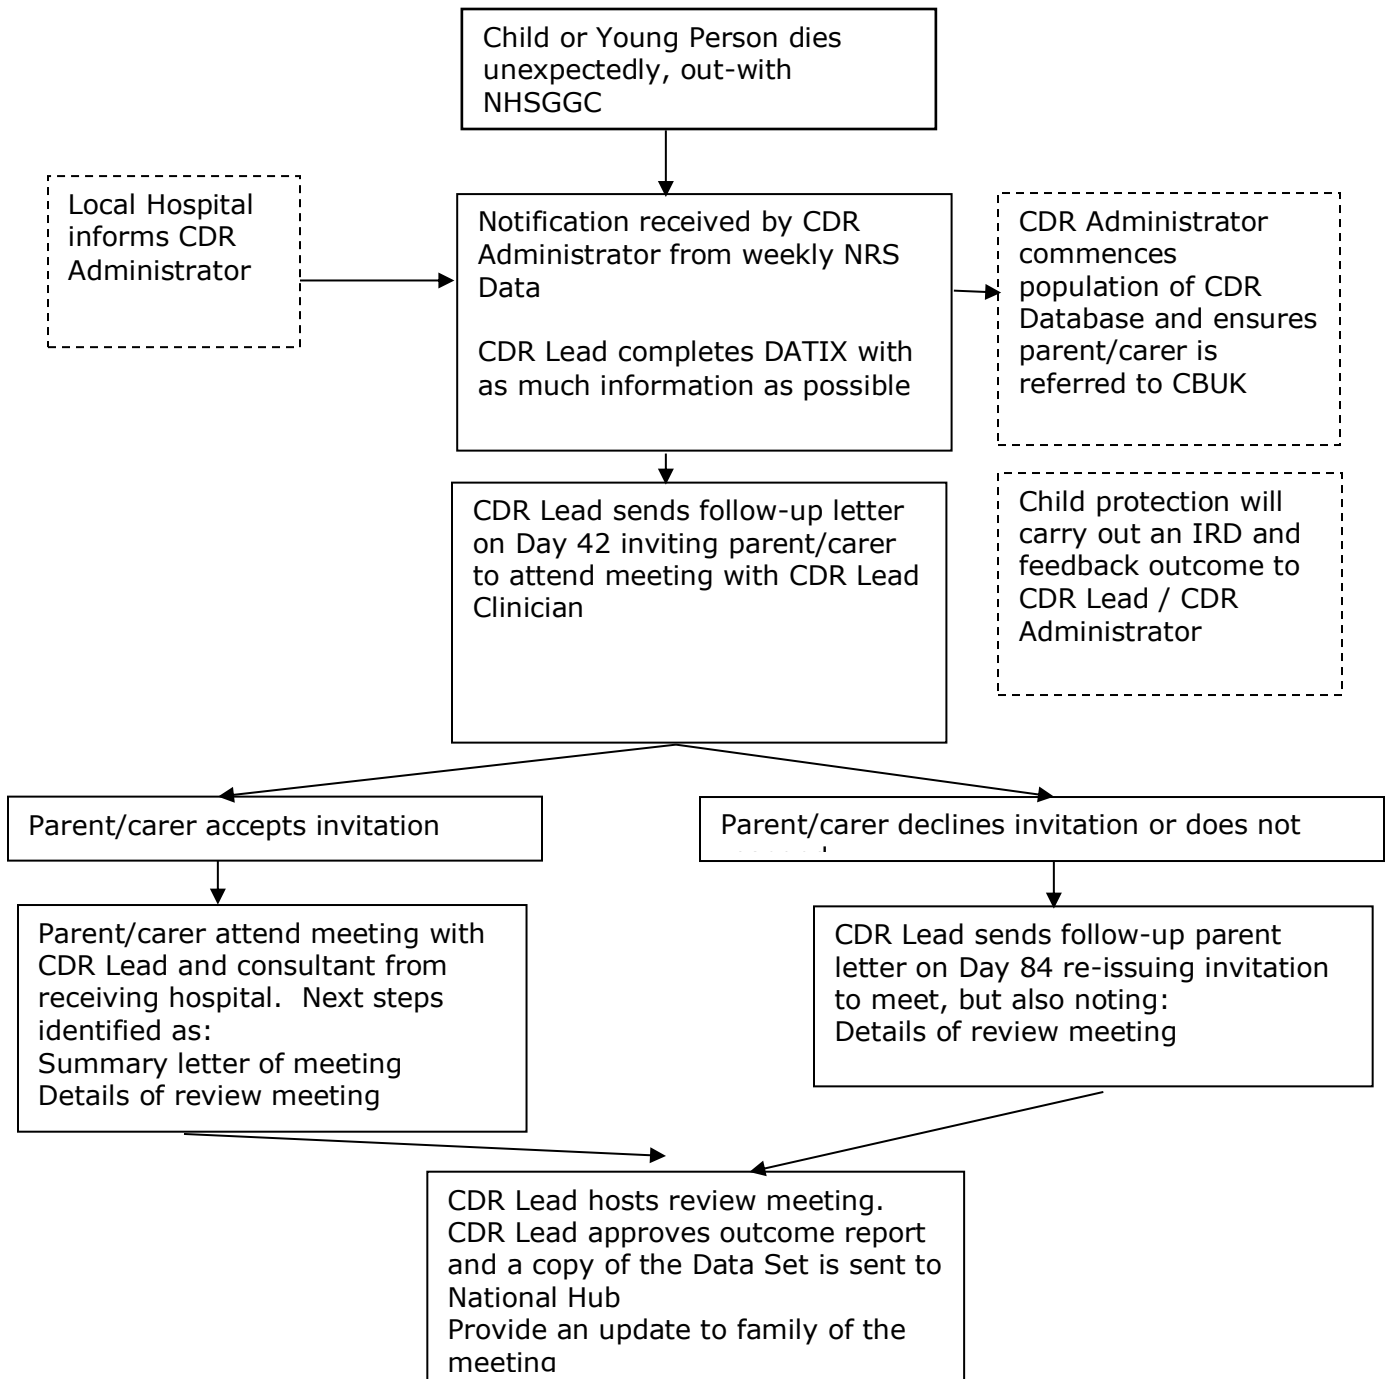 Child or Young Person dies
unexpectedly, out-with
NHSGGC
Local Hospital
informs CDR
Administrator
Notification received by CDR
Administrator from weekly NRS
Data
CDR Lead completes DATIX with
as much information as possible
CDR Administrator
commences
population of CDR
Database and ensures
parent/carer is
referred to CBUK
CDR Lead sends follow-up letter
on Day 42 inviting parent/carer
to attend meeting with CDR Lead
Clinician
Child protection will
carry out an IRD and
feedback outcome to
CDR Lead / CDR
Administrator
Parent/carer accepts invitation
Parent/carer declines invitation or does not
Parent/carer attend meeting with
CDR Lead and consultant from
receiving hospital. Next steps
identified as:
Summary letter of meeting
Details of review meeting
CDR Lead sends follow-up parent
letter on Day 84 re-issuing invitation
to meet, but also noting:
Details of review meeting
CDR Lead hosts review meeting.
CDR Lead approves outcome report
and a copy of the Data Set is sent to
National Hub
Provide an update to family of the
meeting